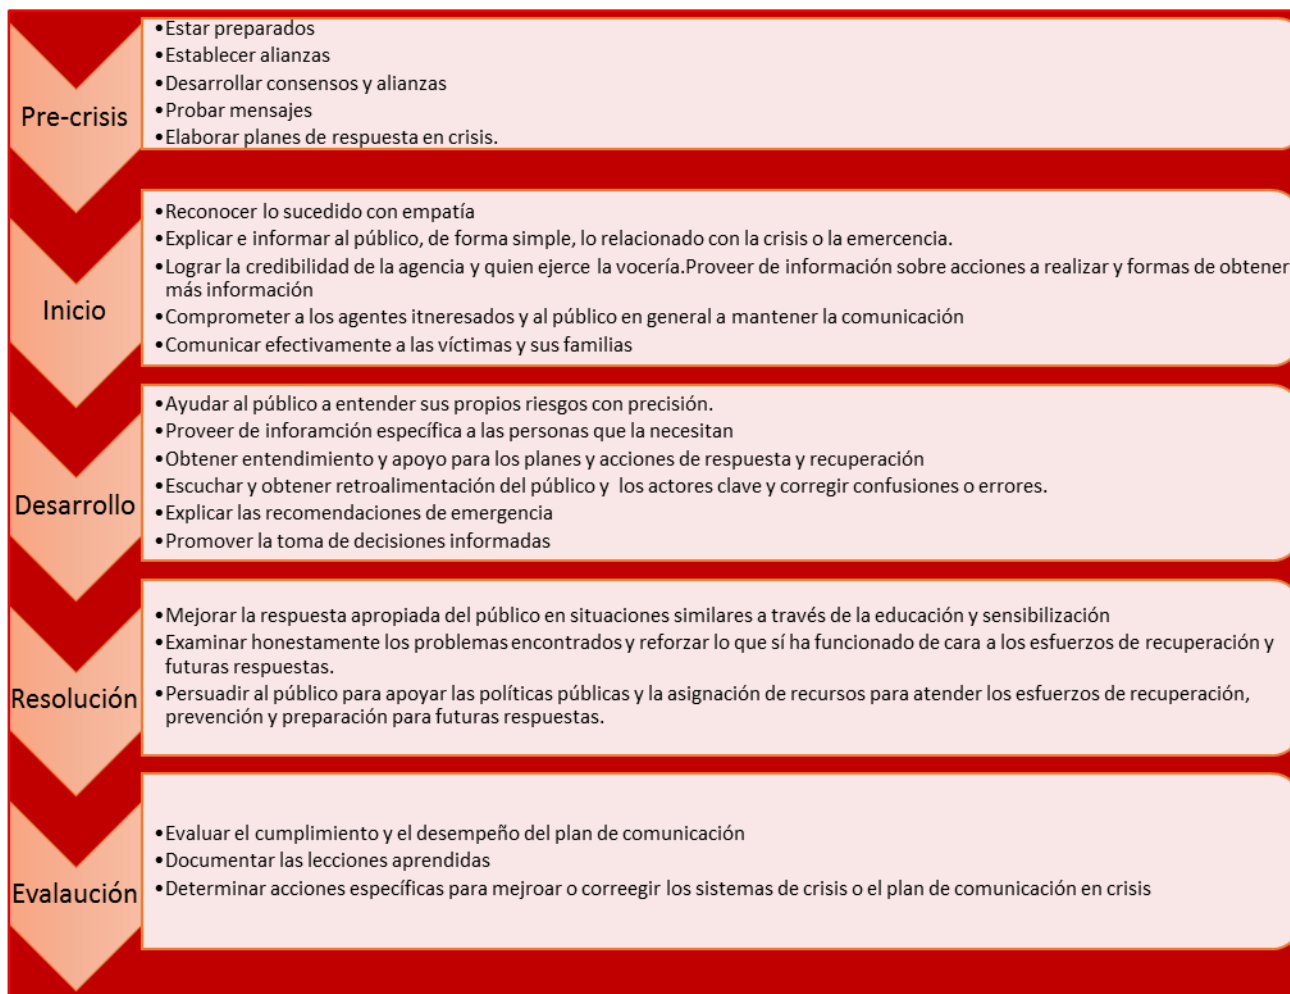 Pre-crisis
•Estar preparados
•Establecer alianzas
•Desarrollar consensos y alianzas
•Probar mensajes
•Elaborar planes de respuesta en crisis.
Inicio
•Reconocer lo sucedido con empatía
•Explicar e informar al público, de forma simple, lo relacionado con la crisis o la emercencia.
•Lograr la credibilidad de la agencia y quien ejerce la vocería.Proveer de información sobre acciones a realizar y formas de obtener
más información
•Comprometer a los agentes itneresados y al público en general a mantener la comunicación
•Comunicar efectivamente a las víctimas y sus familias
Desarrollo
•Ayudar al público a entender sus propios riesgos con precisión.
•Proveer de inforamción específica a las personas que la necesitan
•Obtener entendimiento y apoyo para los planes y acciones de respuesta y recuperación
•Escuchar y obtener retroalimentación del público y los actores clave y corregir confusiones o errores.
•Explicar las recomendaciones de emergencia
•Promover la toma de decisiones informadas
Resolución
•Mejorar la respuesta apropiada del público en situaciones similares a través de la educación y sensibilización
•Examinar honestamente los problemas encontrados y reforzar lo que sí ha funcionado de cara a los esfuerzos de recuperación y
futuras respuestas.
•Persuadir al público para apoyar las políticas públicas y la asignación de recursos para atender los esfuerzos de recuperación,
prevención y preparación para futuras respuestas.
Evalaución
•Evaluar el cumplimiento y el desempeño del plan de comunicación
•Documentar las lecciones aprendidas
•Determinar acciones específicas para mejroar o correegir los sistemas de crisis o el plan de comunicación en crisis